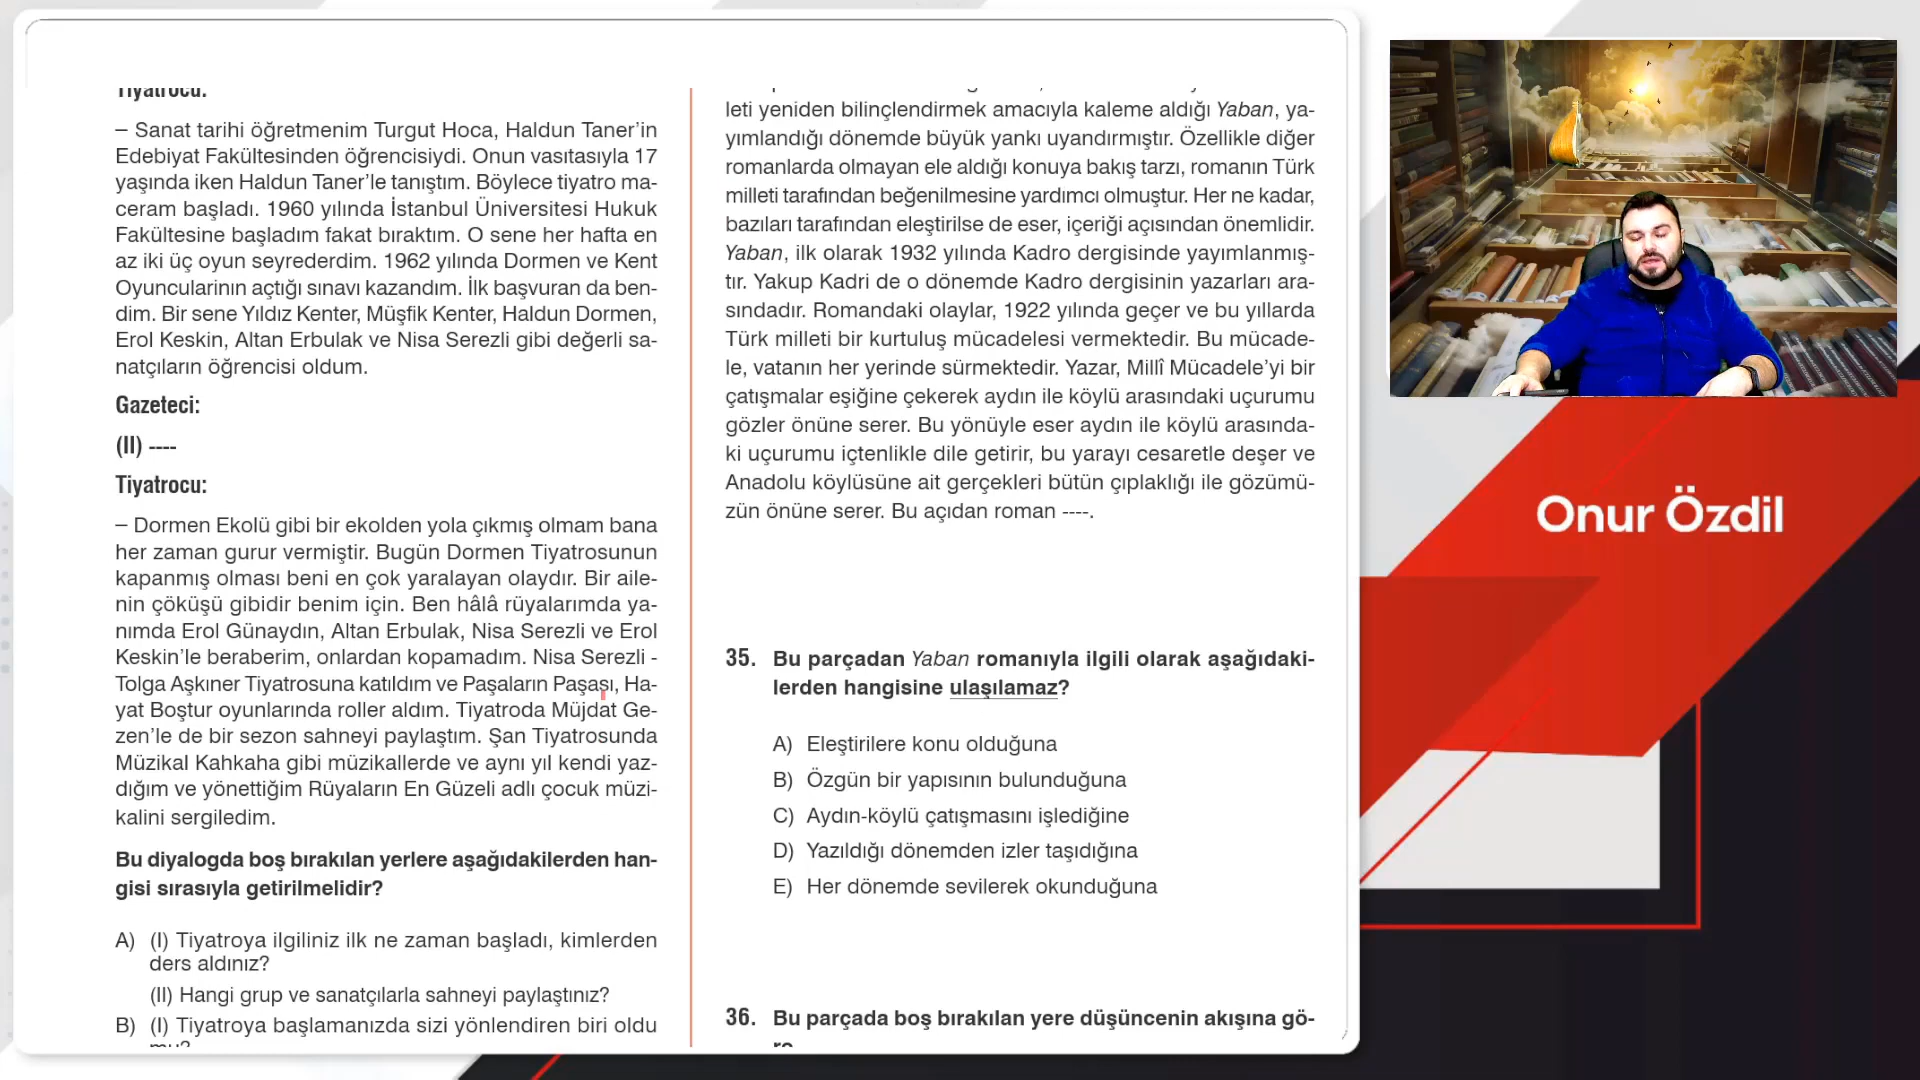 Tiyatrocu:
– Sanat tarihi öğretmenim Turgut Hoca, Haldun Taner’in
Edebiyat Fakültesinden öğrencisiydi. Onun vasıtasıyla 17
yaşında iken Haldun Taner’le tanıştım. Böylece tiyatro ma-
ceram başladı. 1960 yılında İstanbul Üniversitesi Hukuk
Fakültesine başladım fakat bıraktım. O sene her hafta en
az iki üç oyun seyrederdim. 1962 yılında Dormen ve Kent
Oyuncularının açtığı sınavı kazandım. İlk başvuran da ben-
dim. Bir sene Yıldız Kenter, Müşfik Kenter, Haldun Dormen,
Erol Keskin, Altan Erbulak ve Nisa Serezli gibi değerli sa-
natçıların öğrencisi oldum.
Gazeteci:
(II) ----
Tiyatrocu:
– Dormen Ekolü gibi bir ekolden yola çıkmış olmam bana
her zaman gurur vermiştir. Bugün Dormen Tiyatrosunun
kapanmış olması beni en çok yaralayan olaydır. Bir aile-
nin çöküşü gibidir benim için. Ben hâlâ rüyalarımda ya-
nımda Erol Günaydın, Altan Erbulak, Nisa Serezli ve Erol
Keskin’le beraberim, onlardan kopamadım. Nisa Serezli -
Tolga Aşkıner Tiyatrosuna katıldım ve Paşaların Paşası, Ha-
yat Boştur oyunlarında roller aldım. Tiyatroda Müjdat Ge-
zen’le de bir sezon sahneyi paylaştım. Şan Tiyatrosunda
Müzikal Kahkaha gibi müzikallerde ve aynı yıl kendi yaz-
dığım ve yönettiğim Rüyaların En Güzeli adlı çocuk müzi-
kalini sergiledim.
Bu diyalogda boş bırakılan yerlere aşağıdakilerden han-
gisi sırasıyla getirilmelidir?
A) (I) Tiyatroya ilgiliniz ilk ne zaman başladı, kimlerden
ders aldınız?
(II) Hangi grup ve sanatçılarla sahneyi paylaştınız?
B) (I) Tiyatroya başlamanızda sizi yönlendiren biri oldu
mu?
leti yeniden bilinçlendirmek amacıyla kaleme aldığı Yaban, ya-
yımlandığı dönemde büyük yankı uyandırmıştır. Özellikle diğer
romanlarda olmayan ele aldığı konuya bakış tarzı, romanın Türk
milleti tarafından beğenilmesine yardımcı olmuştur. Her ne kadar,
bazıları tarafından eleştirilse de eser, içeriği açısından önemlidir.
Yaban, ilk olarak 1932 yılında Kadro dergisinde yayımlanmış-
tır. Yakup Kadri de o dönemde Kadro dergisinin yazarları ara-
sındadır. Romandaki olaylar, 1922 yılında geçer ve bu yıllarda
Türk milleti bir kurtuluş mücadelesi vermektedir. Bu mücade-
le, vatanın her yerinde sürmektedir. Yazar, Millî Mücadele’yi bir
çatışmalar eşiğine çekerek aydın ile köylü arasındaki uçurumu
gözler önüne serer. Bu yönüyle eser aydın ile köylü arasında-
ki uçurumu içtenlikle dile getirir, bu yarayı cesaretle deşer ve
Anadolu köylüsüne ait gerçekleri bütün çıplaklığı ile gözümü-
zün önüne serer. Bu açıdan roman ----.
35. Bu parçadan Yaban romanıyla ilgili olarak aşağıdaki-
lerden hangisine ulaşılamaz?
A) Eleştirilere konu olduğuna
B) Özgün bir yapısının bulunduğuna
C) Aydın-köylü çatışmasını işlediğine
D) Yazıldığı dönemden izler taşıdığına
E) Her dönemde sevilerek okunduğuna
36. Bu parçada boş bırakılan yere düşüncenin akışına gö-
re
Onur Özdil